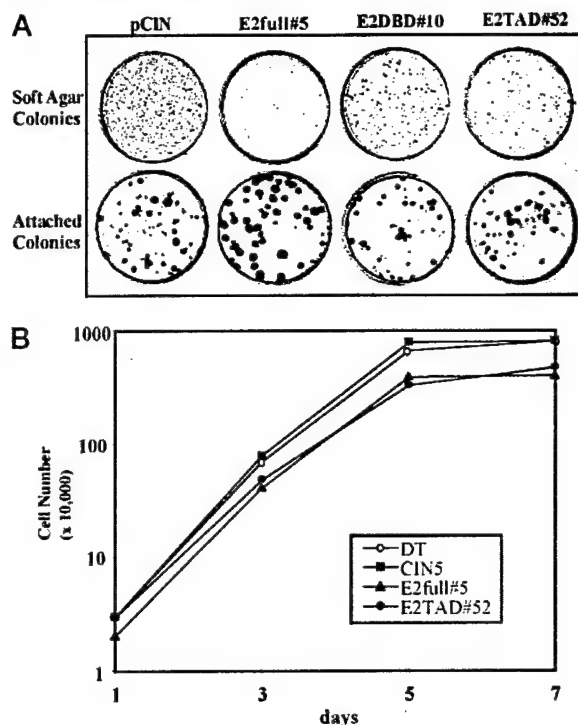 A
pCIN E2full#5 E2DBD#10 E2TAD#52
Soft Agar
Colonies
Attached
Colonies
B
Cell Number
(x 10,000)
1000
100
10
1
DT
CIN5
E2full#5
E2TAD#52
1 3 5 7
days